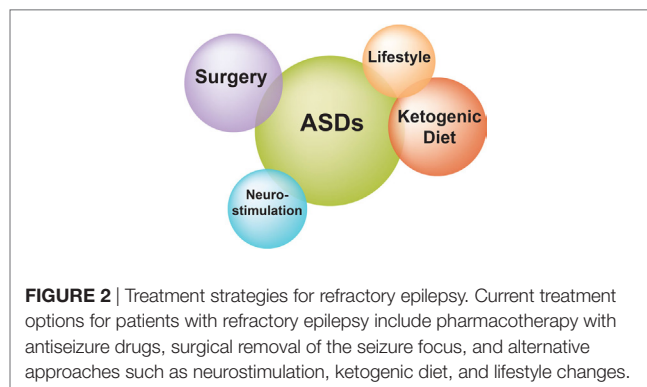 Surgery
Lifestyle
ASDs
Ketogenic
Diet
Neuro-
stimulation
FIGURE 2 | Treatment strategies for refractory epilepsy. Current treatment
options for patients with refractory epilepsy include pharmacotherapy with
antiseizure drugs, surgical removal of the seizure focus, and alternative
approaches such as neurostimulation, ketogenic diet, and lifestyle changes.